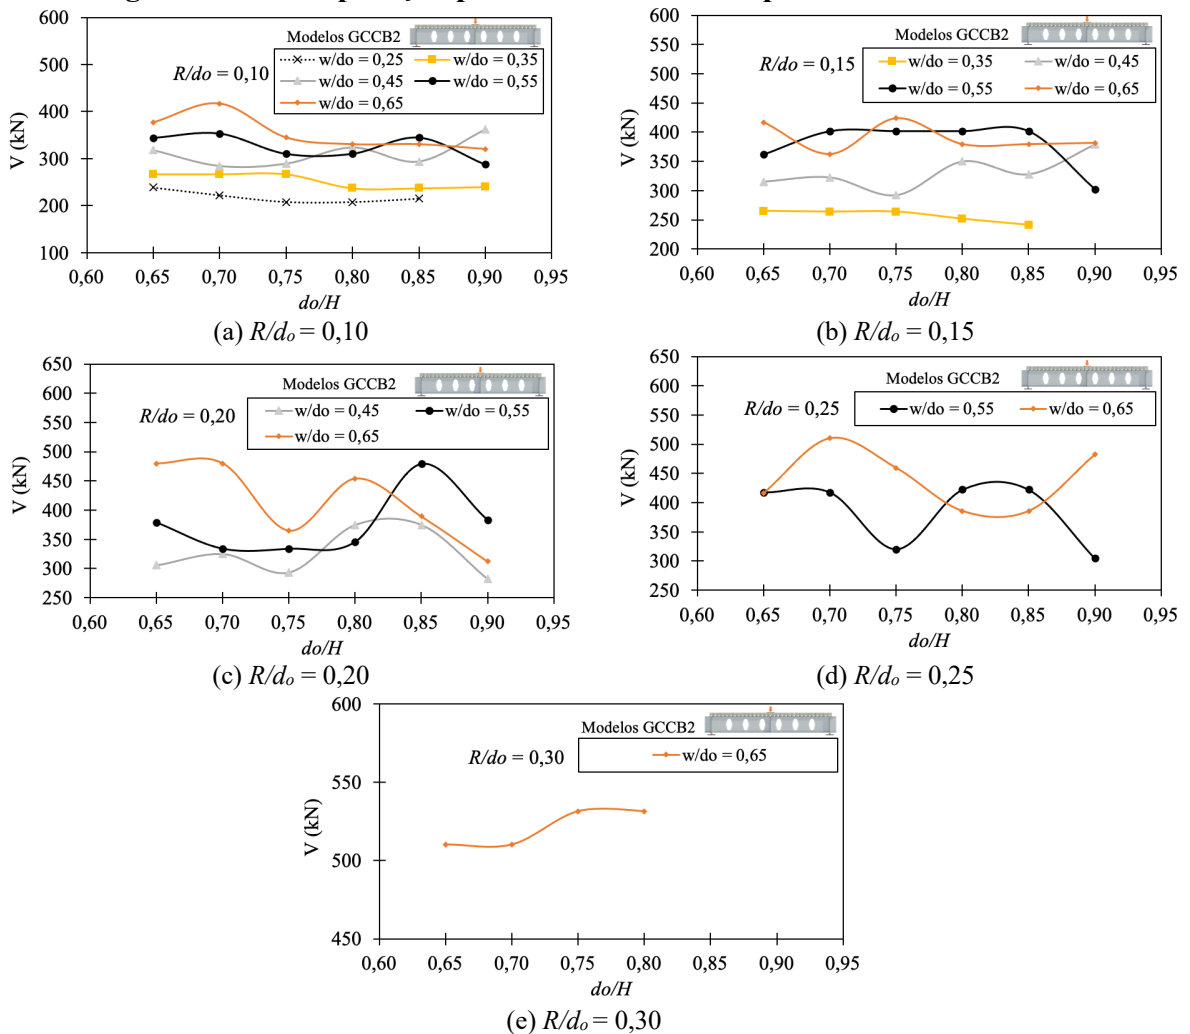 600
Modelos GCCB2
500
R/do = 0,10
w/do = 0,25
w/do = 0,35
w/do = 0,45
w/do = 0,55
w/do = 0,65
400
300
200
100
V (kN)
0,60 0,65 0,70 0,75 0,80 0,85 0,90 0,95
do/H
(a) R/do = 0,10
600
Modelos GCCB2
550
R/do = 0,15
w/do = 0,35
w/do = 0,45
w/do = 0,55
w/do = 0,65
500
450
400
350
300
250
200
V (kN)
0,60 0,65 0,70 0,75 0,80 0,85 0,90 0,95
do/H
(b) R/do = 0,15
650
Modelos GCCB2
600
R/do = 0,20
w/do = 0,45
w/do = 0,55
w/do = 0,65
550
500
450
400
350
300
250
V (kN)
0,60 0,65 0,70 0,75 0,80 0,85 0,90 0,95
do/H
(c) R/do = 0,20
650
Modelos GCCB2
600
R/do = 0,25
w/do = 0,55
w/do = 0,65
550
500
450
400
350
300
250
V (kN)
0,60 0,65 0,70 0,75 0,80 0,85 0,90 0,95
do/H
(d) R/do = 0,25
600
Modelos GCCB2
R/do = 0,30
w/do = 0,65
550
500
450
V (kN)
0,60 0,65 0,70 0,75 0,80 0,85 0,90 0,95
do/H
(e) R/do = 0,30